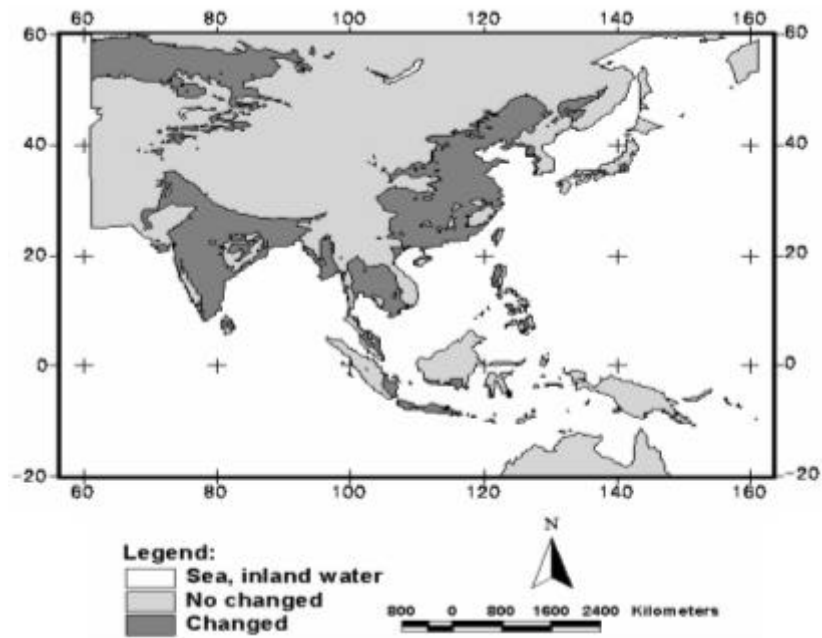 60 80 100 120 140 160
60 60
40 40
20 20
0 0
-20 -20
60 80 100 120 140 160
N
Legend:
Sea, inland water
No changed
Changed
800 0 800 1600 2400 Kilometers